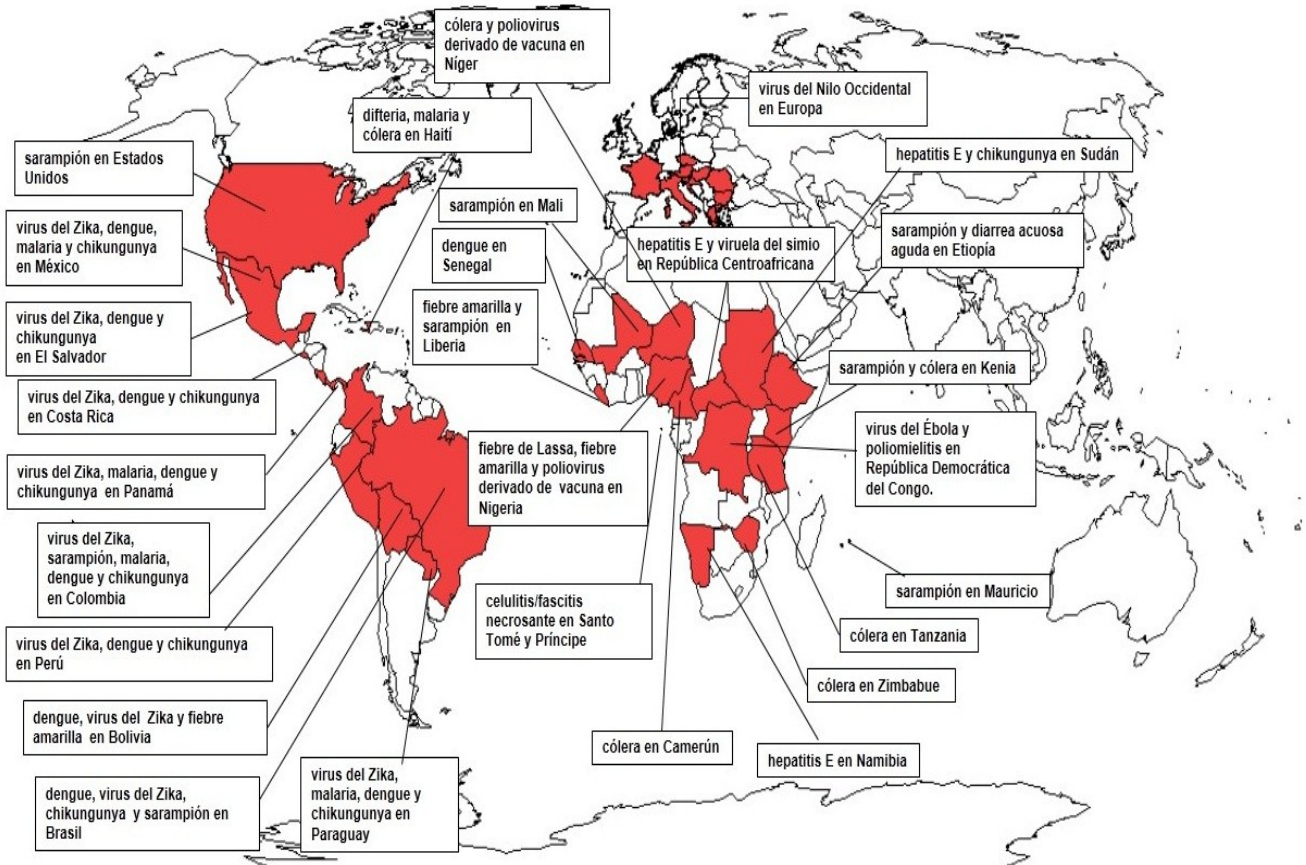 cólera y poliovirus
derivado de vacuna en
Níger
virus del Nilo Occidental
en Europa
difteria, malaria y
cólera en Haití
sarampión en Estados
Unidos
hepatitis E y chikungunya en Sudán
sarampión en Mali
virus del Zika, dengue,
malaria y chikungunya
en México
dengue en
Senegal
hepatitis E y viruela del simio
en República Centroafricana
sarampión y diarrea acuosa
aguda en Etiopía
fiebre amarilla y
sarampión en
Liberia
virus del Zika, dengue y
chikungunya
en El Salvador
sarampión y cólera en Kenia
virus del Zika, dengue y chikungunya
en Costa Rica
virus del Ébola y
poliomielitis en
República Democrática
del Congo.
fiebre de Lassa, fiebre
amarilla y poliovirus
derivado de vacuna en
Nigeria
virus del Zika, malaria, dengue y
chikungunya en Panamá
virus del Zika,
sarampión, malaria,
dengue y chikungunya
en Colombia
sarampión en Mauricio
celulitis/fascitis
necrosante en Santo
Tomé y Príncipe
cólera en Tanzania
virus del Zika, dengue y chikungunya
en Perú
cólera en Zimbabue
dengue, virus del Zika y fiebre
amarilla en Bolivia
cólera en Camerún
hepatitis E en Namibia
virus del Zika,
malaria, dengue y
chikungunya en
Paraguay
dengue, virus del Zika,
chikungunya y sarampión en
Brasil